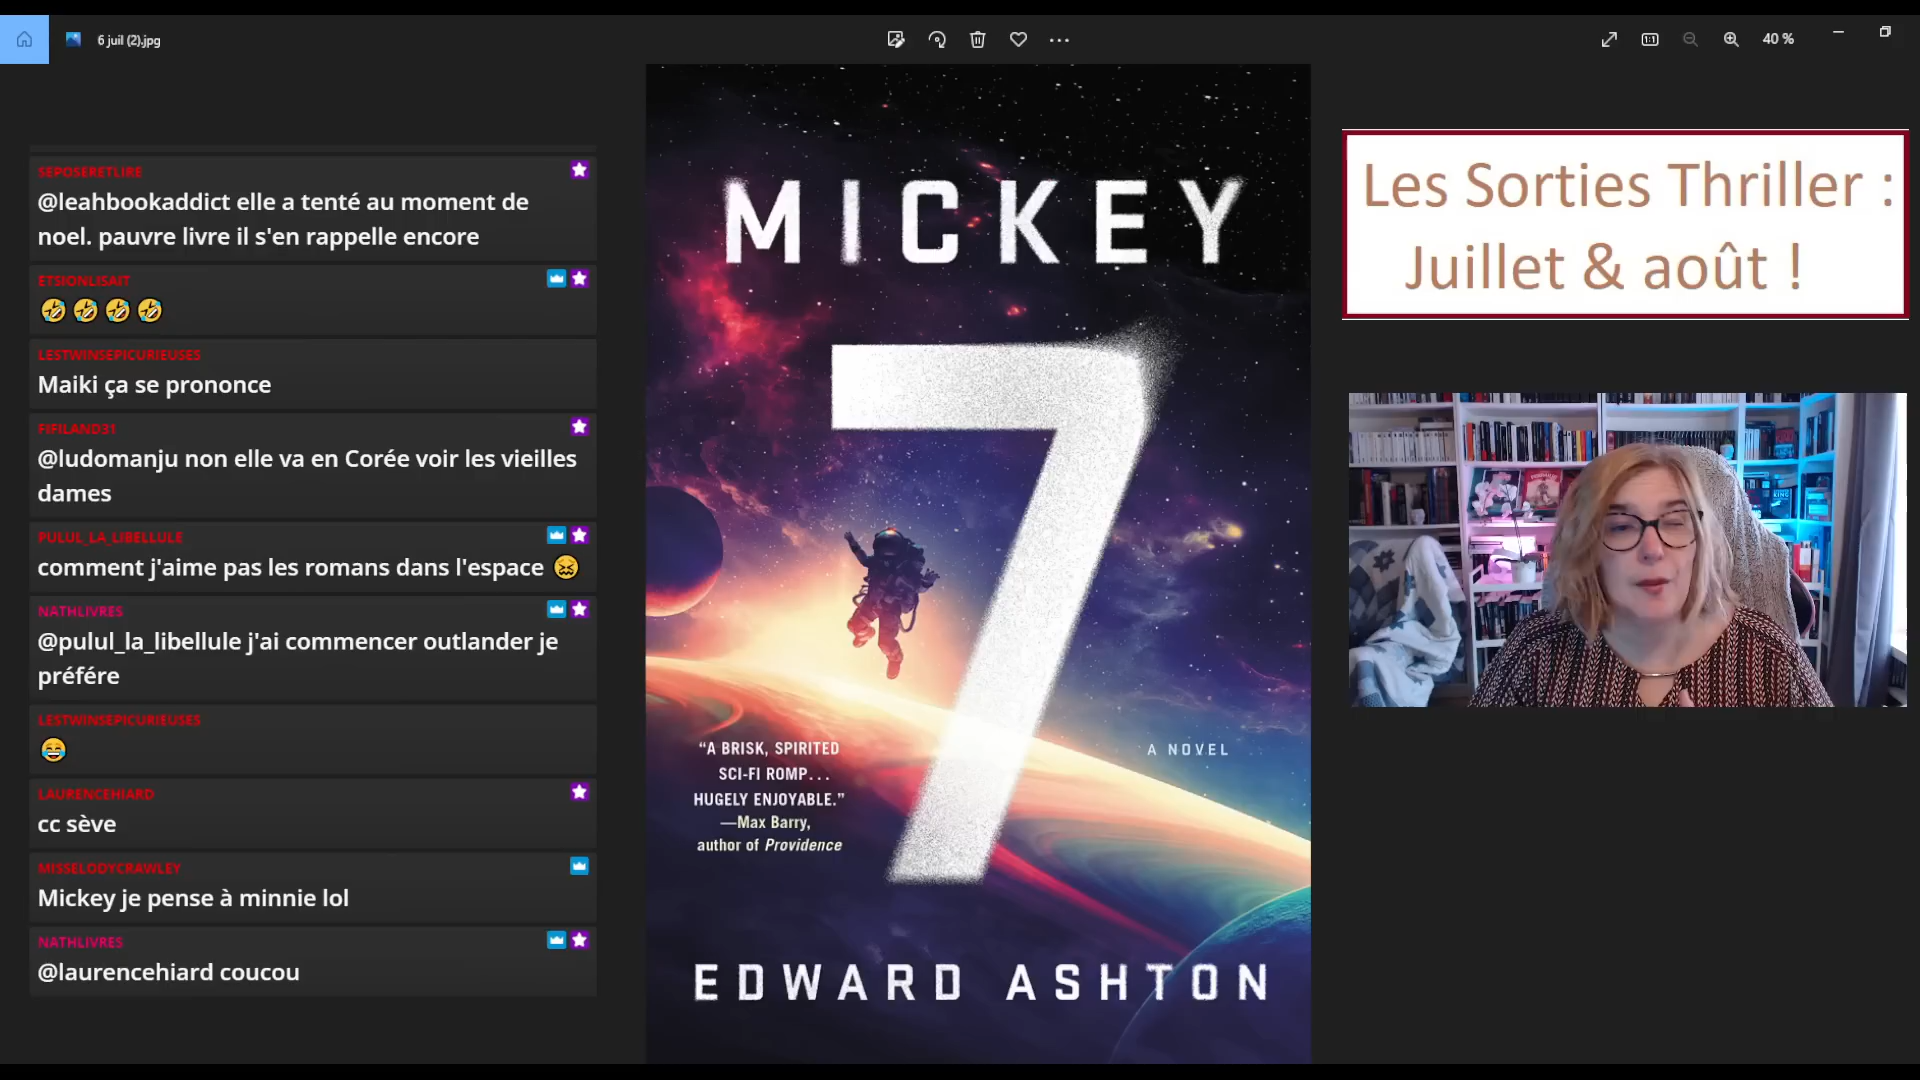 6 juil (2).jpg
40 %
SEPOSERETLIRE
@leahbookaddict elle a tenté au moment de
noel. pauvre livre il s'en rappelle encore
ETSIONLISAIT
🤣 🤣 🤣 🤣
LESTWINSEPICURIEUSES
Maiki ça se prononce
FIFILAND31
@ludomanju non elle va en Corée voir les vieilles
dames
PULUL_LA_LIBELLULE
comment j'aime pas les romans dans l'espace 😖
NATHLIVRES
@pulul_la_libellule j'ai commencer outlander je
préfére
LESTWINSEPICURIEUSES
😂
LAURENCEHIARD
cc sève
MISSELODYCRAWLEY
Mickey je pense à minnie lol
NATHLIVRES
@laurencehiard coucou
MICKEY
7
“A BRISK, SPIRITED
SCI-FI ROMP...
HUGELY ENJOYABLE.”
—Max Barry,
author of Providence
A NOVEL
EDWARD ASHTON
Les Sorties Thriller :
Juillet & août !
KING